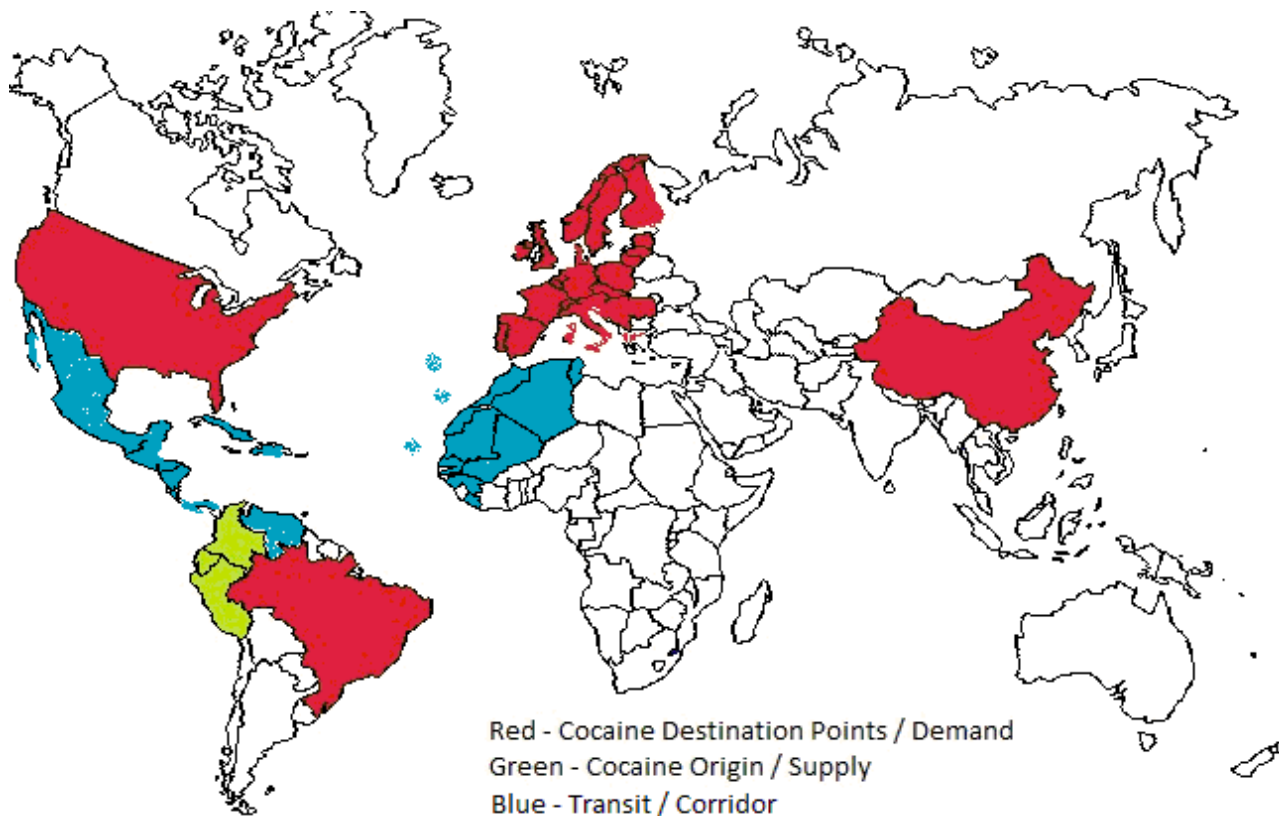 Red - Cocaine Destination Points / Demand
Green - Cocaine Origin / Supply
Blue - Transit / Corridor